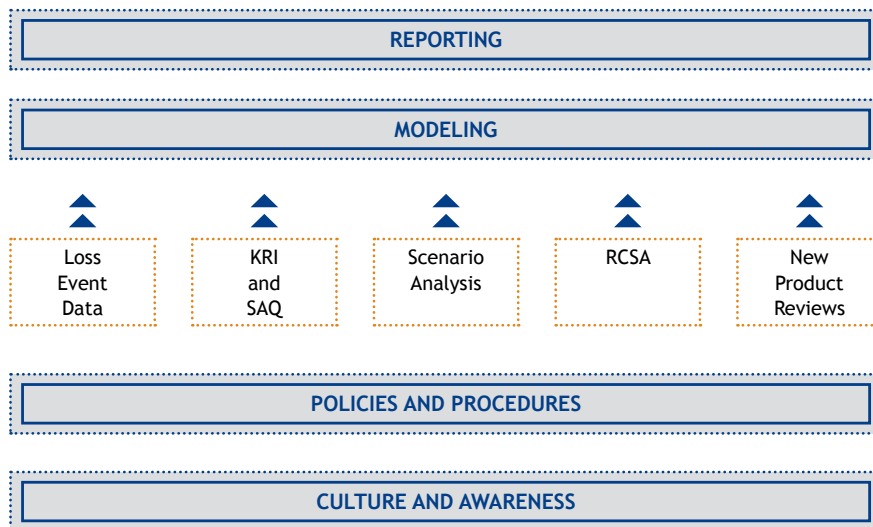 REPORTING
MODELING
Loss
Event
Data
KRI
and
SAQ
Scenario
Analysis
RCSA
New
Product
Reviews
POLICIES AND PROCEDURES
CULTURE AND AWARENESS